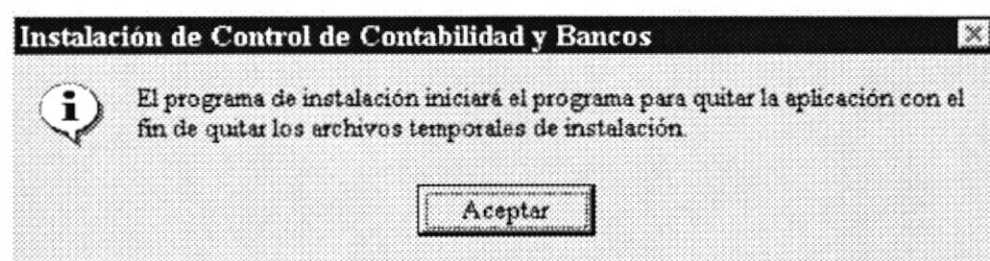 Instalación de Control de Contabilidad y Bancos
El programa de instalación iniciará el programa para quitar la aplicación con el
fin de quitar los archivos temporales de instalación.
Aceptar